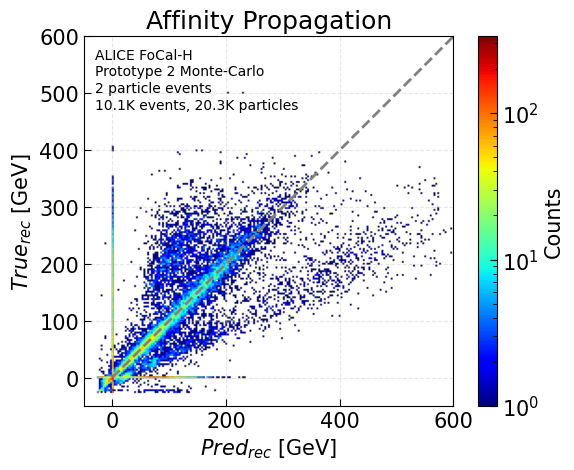 Affinity Propagation
ALICE FoCal-H
Prototype 2 Monte-Carlo
2 particle events
10.1K events, 20.3K particles
True_rec [GeV]
600
500
400
300
200
100
0
0
200
400
600
Pred_rec [GeV]
10^2
10^1
10^0
Counts